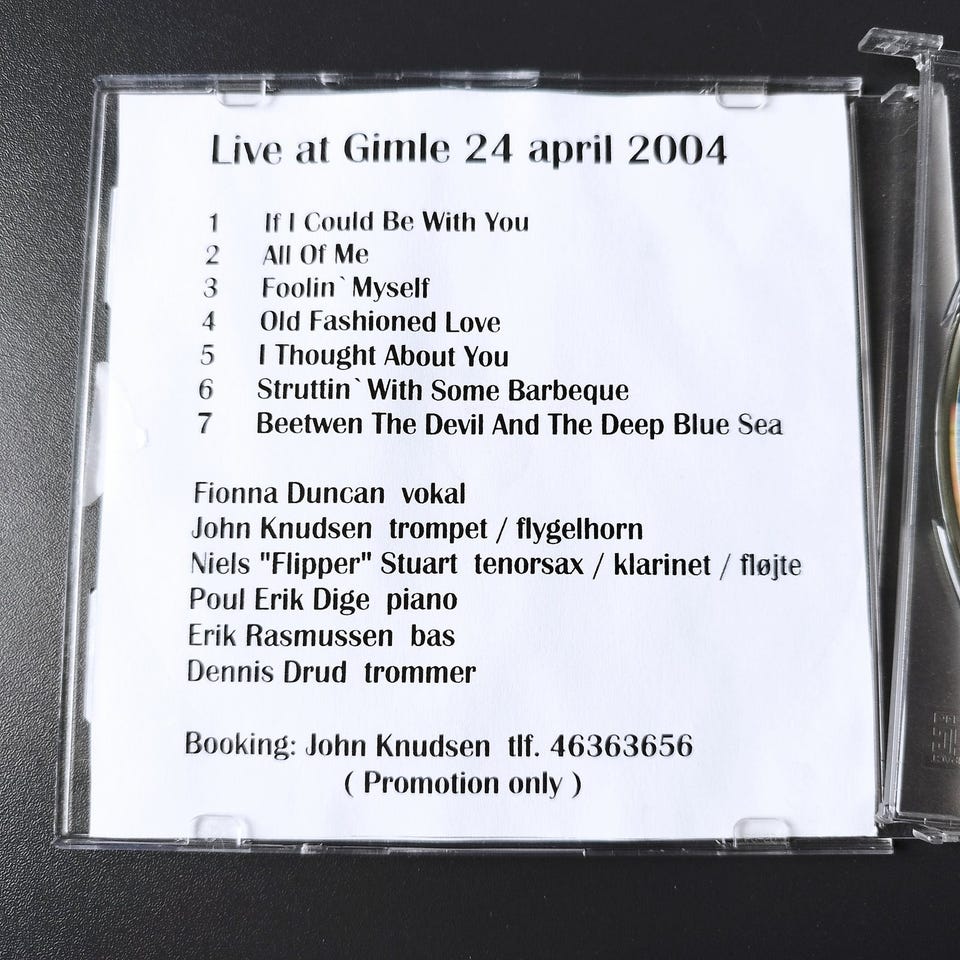 Live at Gimle 24 april 2004
1 If I Could Be With You
2 All Of Me
3 Foolin` Myself
4 Old Fashioned Love
5 I Thought About You
6 Struttin` With Some Barbeque
7 Beetwen The Devil And The Deep Blue Sea
Fionna Duncan vokal
John Knudsen trompet / flygelhorn
Niels "Flipper" Stuart tenorsax / klarinet / fløjte
Poul Erik Dige piano
Erik Rasmussen bas
Dennis Drud trommer
Booking: John Knudsen tlf. 46363656
( Promotion only )